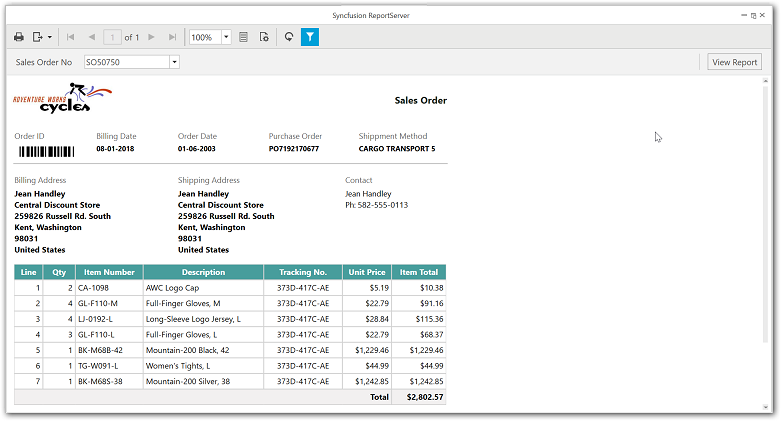 Syncfusion ReportServer
1 of 1 100%
Sales Order No SO50750 View Report
ADVENTURE WORKS
cycles
Sales Order
Order ID Billing Date Order Date Purchase Order Shippment Method
08-01-2018 01-06-2003 PO7192170677 CARGO TRANSPORT 5
Billing Address Shipping Address Contact
Jean Handley Jean Handley Jean Handley
Central Discount Store Central Discount Store Ph: 582-555-0113
259826 Russell Rd. South 259826 Russell Rd. South
Kent, Washington Kent, Washington
98031 98031
United States United States
Line Qty Item Number Description Tracking No. Unit Price Item Total
1 2 CA-1098 AWC Logo Cap 373D-417C-AE $5.19 $10.38
2 4 GL-F110-M Full-Finger Gloves, M 373D-417C-AE $22.79 $91.16
3 4 LJ-0192-L Long-Sleeve Logo Jersey, L 373D-417C-AE $28.84 $115.36
4 3 GL-F110-L Full-Finger Gloves, L 373D-417C-AE $22.79 $68.37
5 1 BK-M68B-42 Mountain-200 Black, 42 373D-417C-AE $1,229.46 $1,229.46
6 1 TG-W091-L Women's Tights, L 373D-417C-AE $44.99 $44.99
7 1 BK-M68S-38 Mountain-200 Silver, 38 373D-417C-AE $1,242.85 $1,242.85
Total $2,802.57